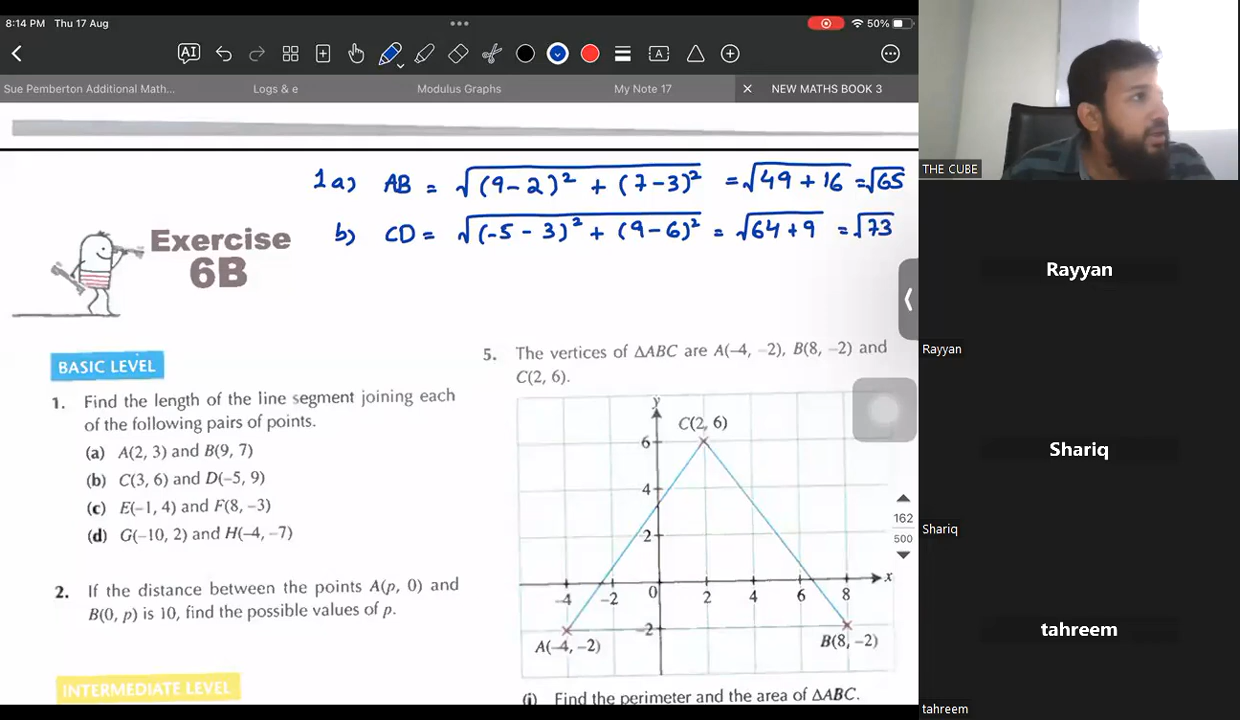 8:14 PM Thu 17 Aug
50%
AI
A
Sue Pemberton Additional Math...
Logs & e
Modulus Graphs
My Note 17
NEW MATHS BOOK 3
1a) AB = √(9-2)² + (7-3)² = √49 + 16 = √65
b) CD = √(-5 - 3)² + (9-6)² = √64+9 = √73
Exercise
6B
BASIC LEVEL
1. Find the length of the line segment joining each
of the following pairs of points.
(a) A(2, 3) and B(9, 7)
(b) C(3, 6) and D(-5, 9)
(c) E(-1, 4) and F(8, -3)
(d) G(-10, 2) and H(-4, -7)
2. If the distance between the points A(p, 0) and
B(0, p) is 10, find the possible values of p.
INTERMEDIATE LEVEL
5. The vertices of ΔABC are A(-4, -2), B(8, -2) and
C(2, 6).
y
C(2, 6)
6
4
2
-4 -2 0 2 4 6 8 x
-2
A(-4, -2)
B(8, -2)
(i) Find the perimeter and the area of ΔABC.
162
500
THE CUBE
Rayyan
Rayyan
Shariq
Shariq
tahreem
tahreem